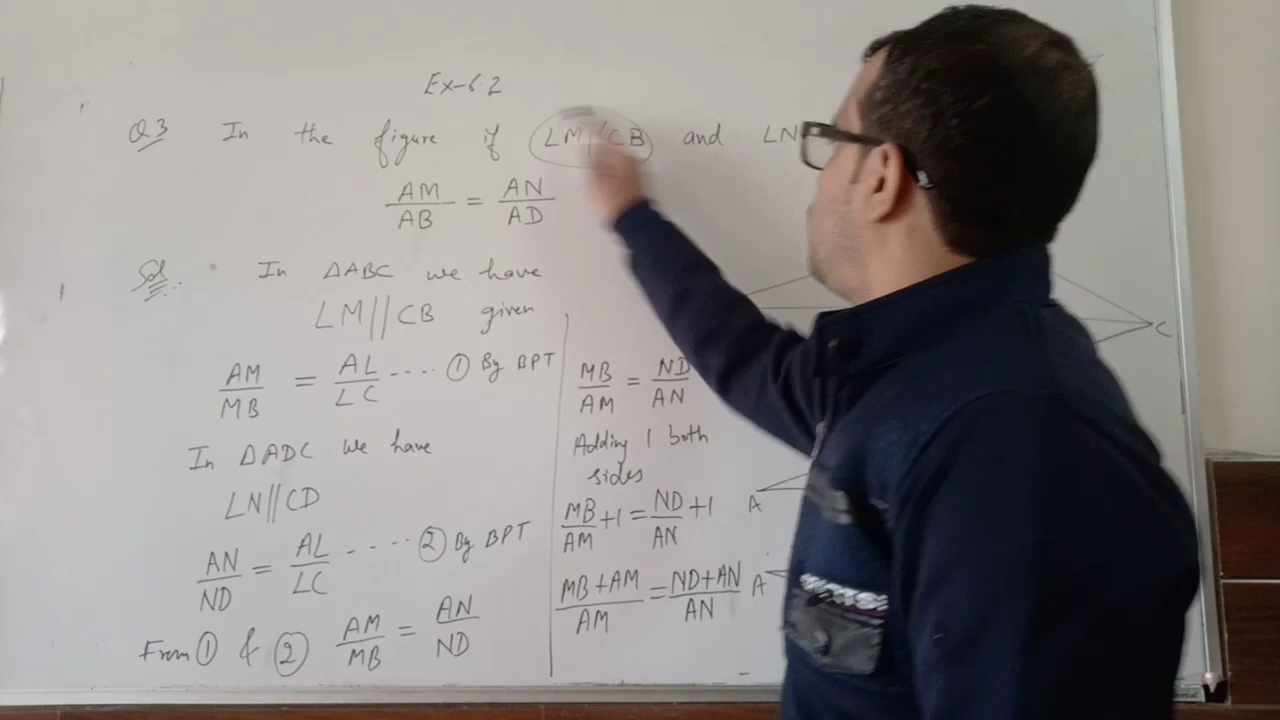 Ex-6.2
Q3 In the figure if LM//CB and LN
AM/AB = AN/AD
Sol. In ΔABC we have
LM//CB given
AM/MB = AL/LC .... ① By BPT
In ΔADC we have
LN//CD
AN/ND = AL/LC - - - - ② By BPT
From ① & ② AM/MB = AN/ND
MB/AM = ND/AN
Adding 1 both
sides
MB/AM +1 = ND/AN +1
MB+AM/AM = ND+AN/AN
C
A
A